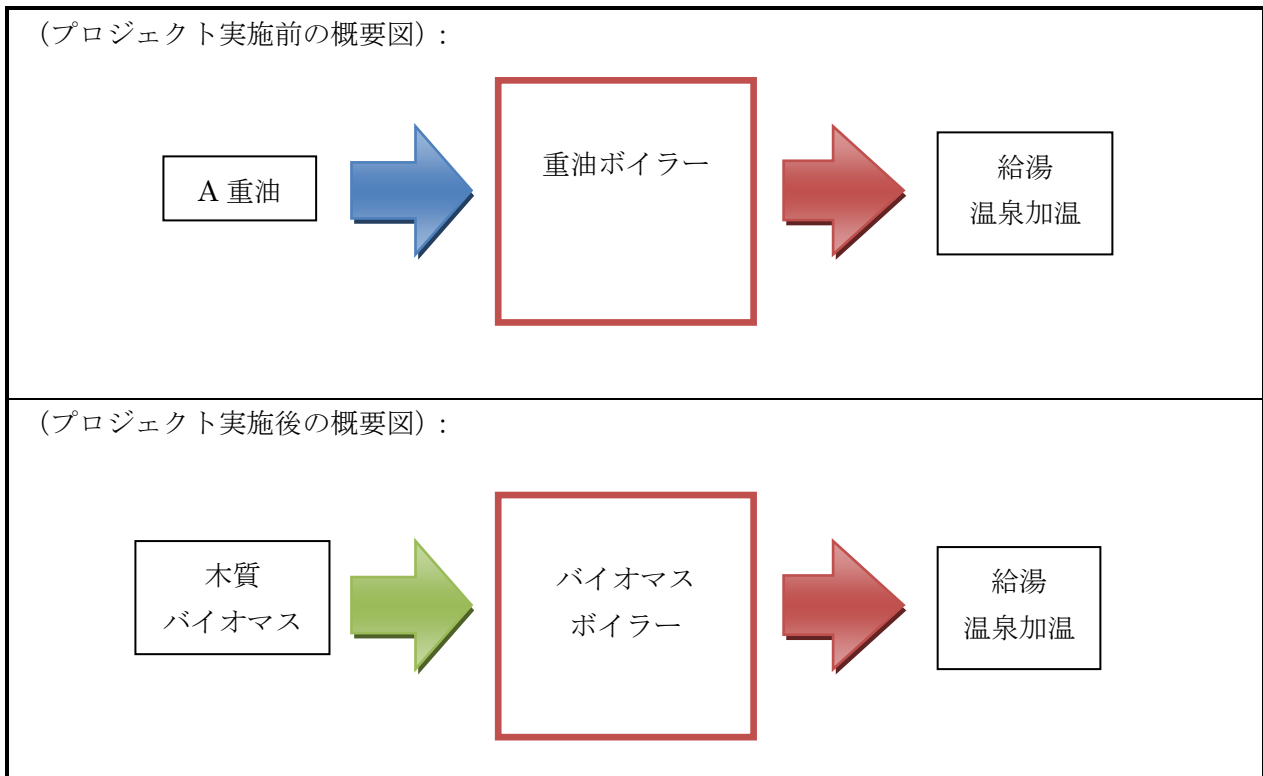 （プロジェクト実施前の概要図）：
A 重油
重油ボイラー
給湯
温泉加温
（プロジェクト実施後の概要図）：
木質
バイオマス
バイオマス
ボイラー
給湯
温泉加温